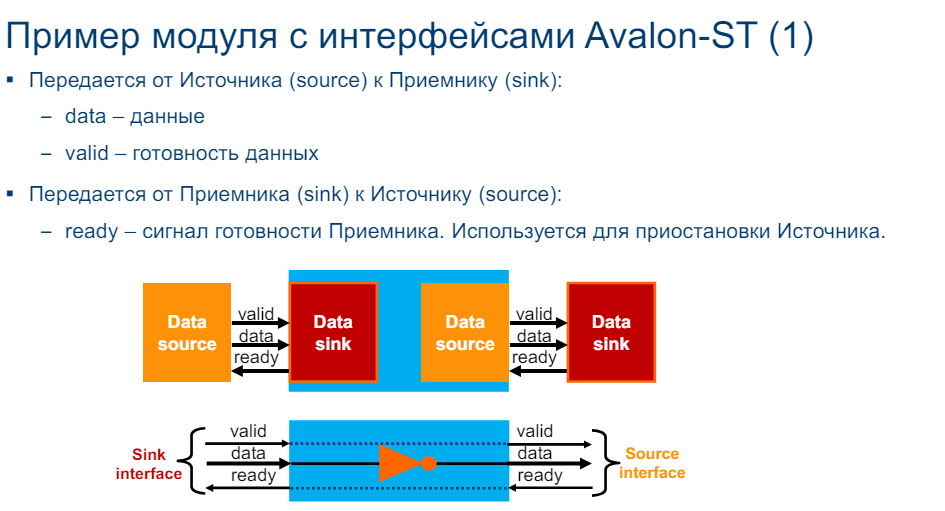 Пример модуля с интерфейсами Avalon-ST (1)
▪ Передается от Источника (source) к Приемнику (sink):
– data – данные
– valid – готовность данных
▪ Передается от Приемника (sink) к Источнику (source):
– ready – сигнал готовности Приемника. Используется для приостановки Источника.
Data source
valid
data
ready
Data sink
Data source
valid
data
ready
Data sink
Sink interface
valid
data
ready
valid
data
ready
Source interface